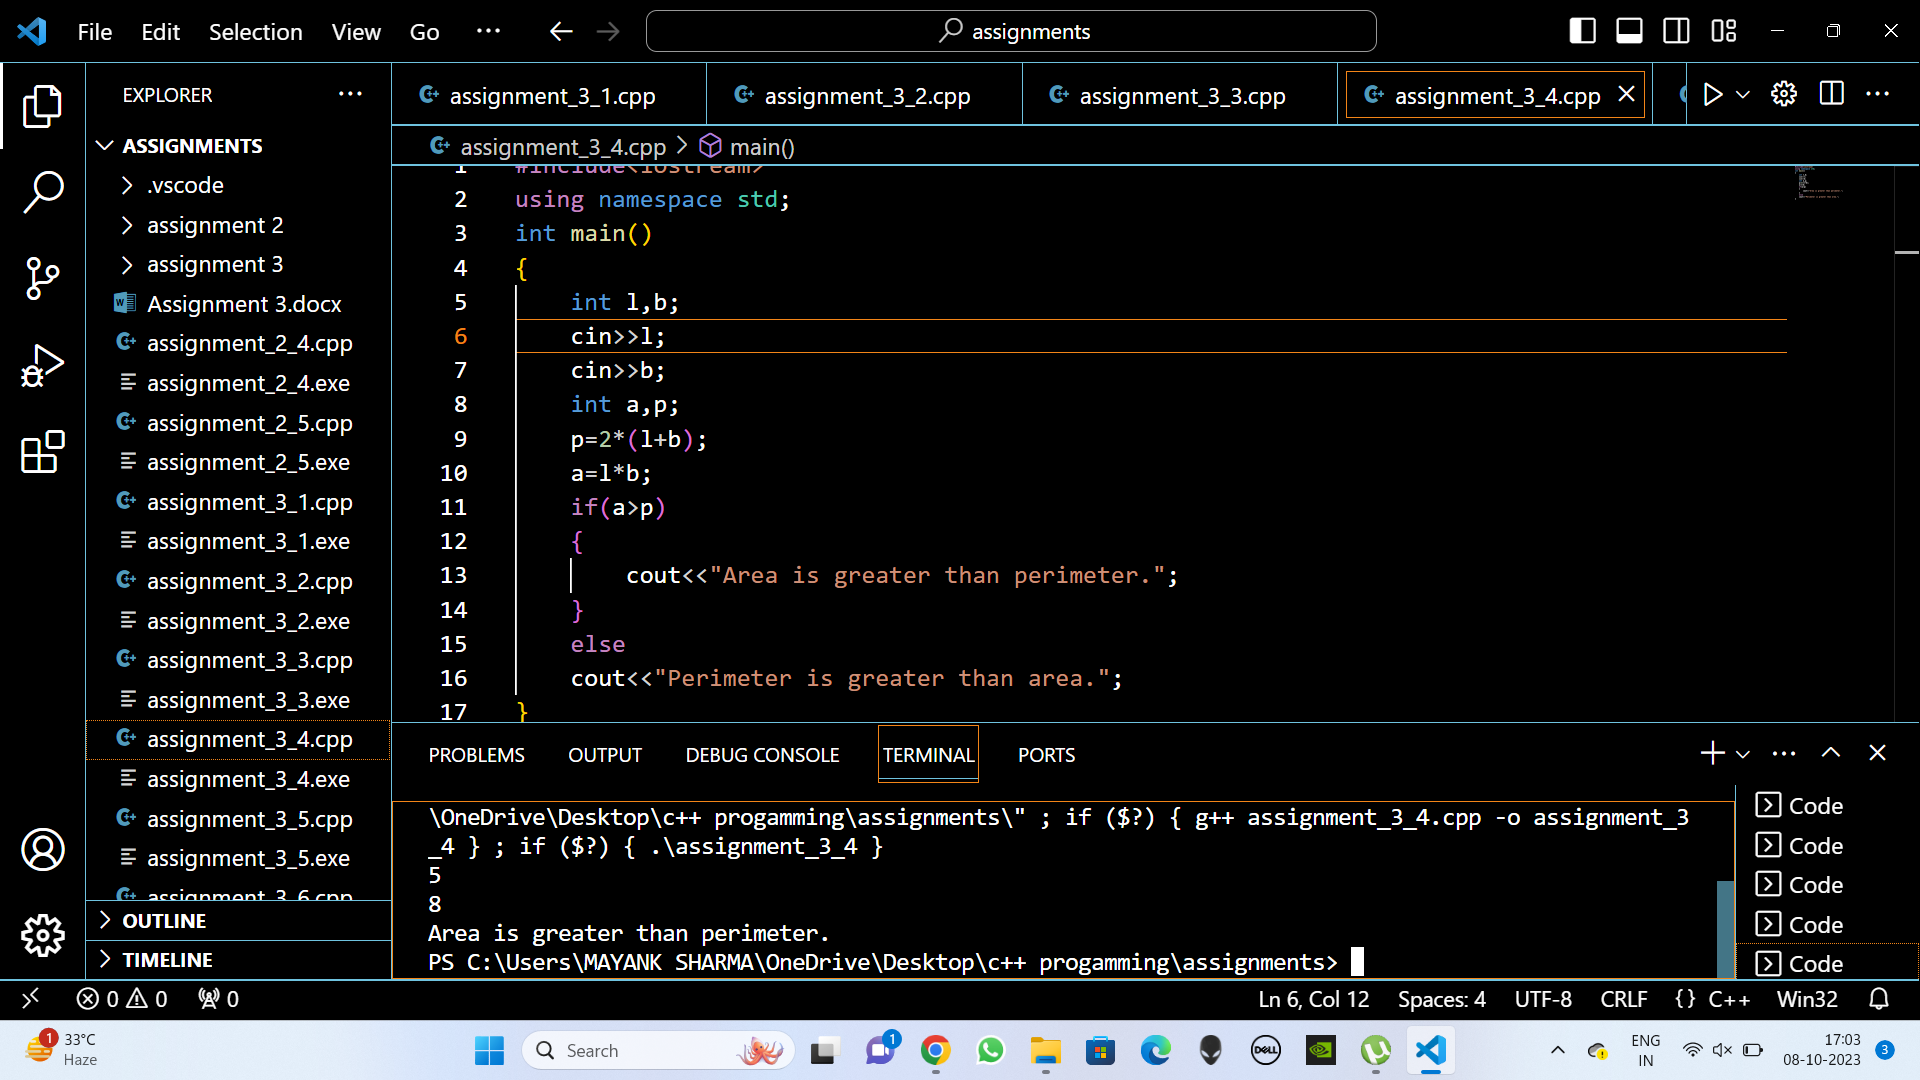 File Edit Selection View Go ··· assignments
EXPLORER ···
ASSIGNMENTS
.vscode
assignment 2
assignment 3
Assignment 3.docx
assignment_2_4.cpp
assignment_2_4.exe
assignment_2_5.cpp
assignment_2_5.exe
assignment_3_1.cpp
assignment_3_1.exe
assignment_3_2.cpp
assignment_3_2.exe
assignment_3_3.cpp
assignment_3_3.exe
assignment_3_4.cpp
assignment_3_4.exe
assignment_3_5.cpp
assignment_3_5.exe
assignment_3_6.cpp
OUTLINE
TIMELINE
assignment_3_1.cpp assignment_3_2.cpp assignment_3_3.cpp assignment_3_4.cpp
assignment_3_4.cpp > main()
1 #include<iostream>
2 using namespace std;
3 int main()
4 {
5 int l,b;
6 cin>>l;
7 cin>>b;
8 int a,p;
9 p=2*(l+b);
10 a=l*b;
11 if(a>p)
12 {
13 cout<<"Area is greater than perimeter.";
14 }
15 else
16 cout<<"Perimeter is greater than area.";
17 }
PROBLEMS OUTPUT DEBUG CONSOLE TERMINAL PORTS
\OneDrive\Desktop\c++ progamming\assignments\" ; if ($?) { g++ assignment_3_4.cpp -o assignment_3
_4 } ; if ($?) { .\assignment_3_4 }
5
8
Area is greater than perimeter.
PS C:\Users\MAYANK SHARMA\OneDrive\Desktop\c++ progamming\assignments>
Code
Code
Code
Code
Code
0 0 0 Ln 6, Col 12 Spaces: 4 UTF-8 CRLF {} C++ Win32
1 33°C
Haze
Search
1
DELL
ENG
IN
17:03
08-10-2023
3